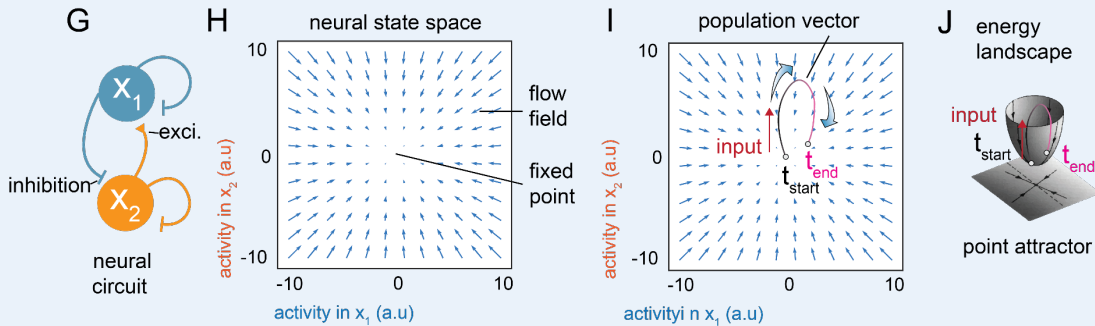 G
X1
exci.
inhibition
X2
neural
circuit
H
neural state space
10
0
-10
activity in x2 (a.u)
-10
0
10
activity in x1 (a.u)
flow
field
fixed
point
I
population vector
10
0
-10
activity in x2 (a.u)
input
tstart
tend
-10
0
10
activityi n x1 (a.u)
J
energy
landscape
input
tstart
tend
point attractor